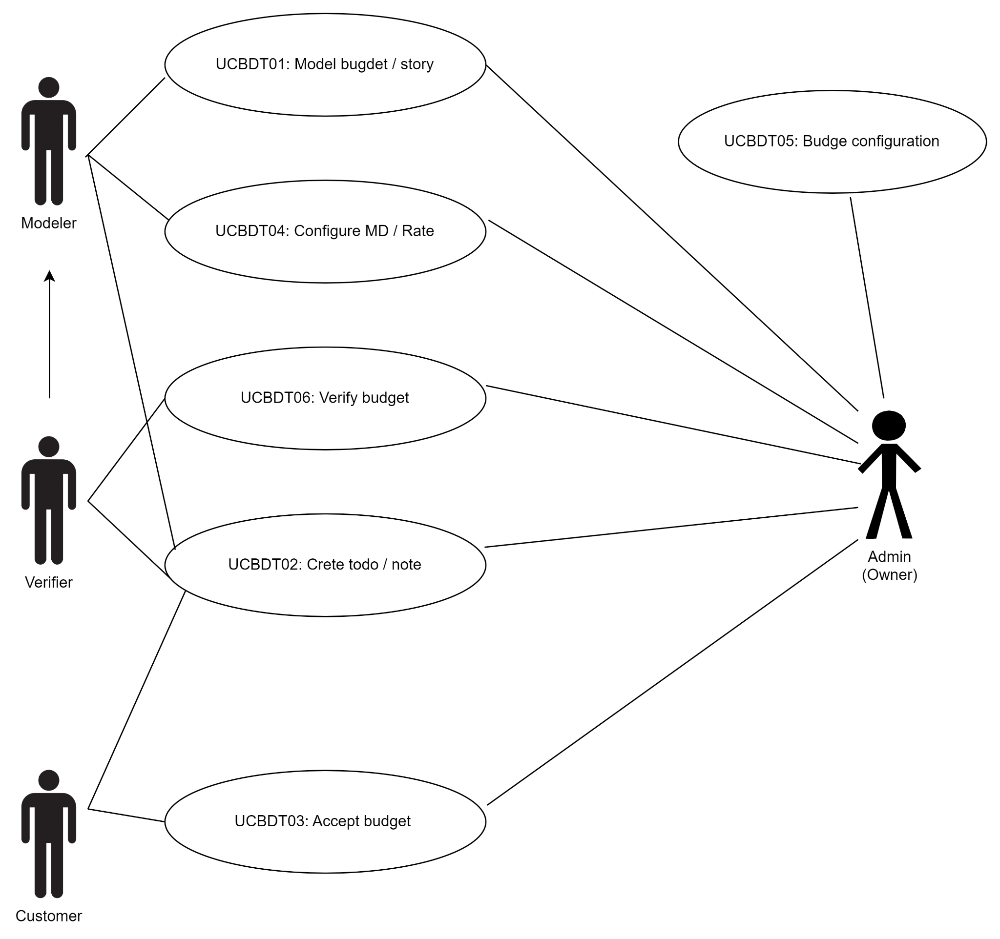 UCBDT01: Model bugdet / story
UCBDT05: Budge configuration
Modeler
UCBDT04: Configure MD / Rate
UCBDT06: Verify budget
Verifier
UCBDT02: Crete todo / note
Admin
(Owner)
UCBDT03: Accept budget
Customer